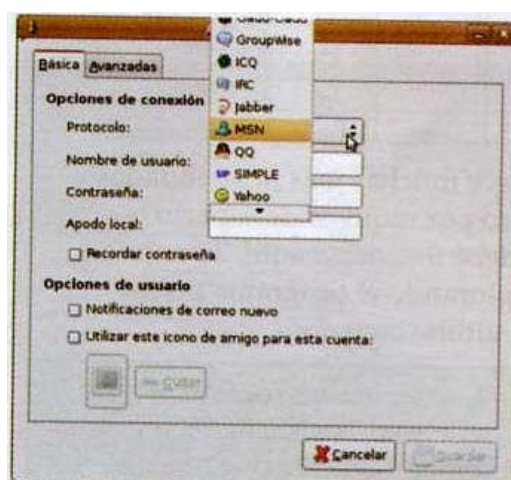 Gadu-Gadu
GroupWise
ICQ
IRC
Jabber
MSN
QQ
SIMPLE
Yahoo
Básica Avanzadas
Opciones de conexión
Protocolo:
Nombre de usuario:
Contraseña:
Apodo local:
Recordar contraseña
Opciones de usuario
Notificaciones de correo nuevo
Utilizar este icono de amigo para esta cuenta:
Quitar
Cancelar
Guardar